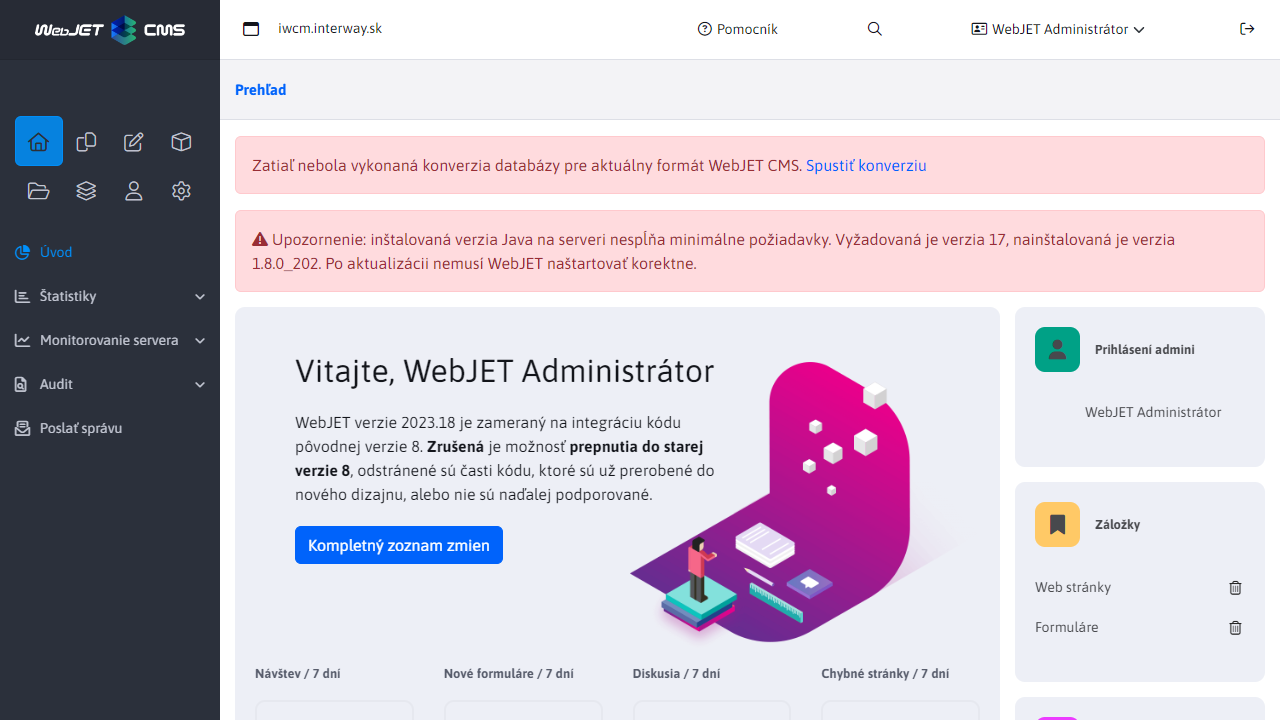 WebJET CMS
iwcm.interway.sk
Pomocník
WebJET Administrátor
Prehľad
Úvod
Štatistiky
Monitorovanie servera
Audit
Poslať správu
Zatiaľ nebola vykonaná konverzia databázy pre aktuálny formát WebJET CMS. Spustiť konverziu
Upozornenie: inštalovaná verzia Java na serveri nespĺňa minimálne požiadavky. Vyžadovaná je verzia 17, nainštalovaná je verzia
1.8.0_202. Po aktualizácii nemusí WebJET naštartovať korektne.
Vitajte, WebJET Administrátor
WebJET verzie 2023.18 je zameraný na integráciu kódu
pôvodnej verzie 8. Zrušená je možnosť prepnutia do starej
verzie 8, odstránené sú časti kódu, ktoré sú už prerobené do
nového dizajnu, alebo nie sú naďalej podporované.
Kompletný zoznam zmien
Návštev / 7 dní
Nové formuláre / 7 dní
Diskusia / 7 dní
Chybné stránky / 7 dní
Prihlásení admini
WebJET Administrátor
Záložky
Web stránky
Formuláre